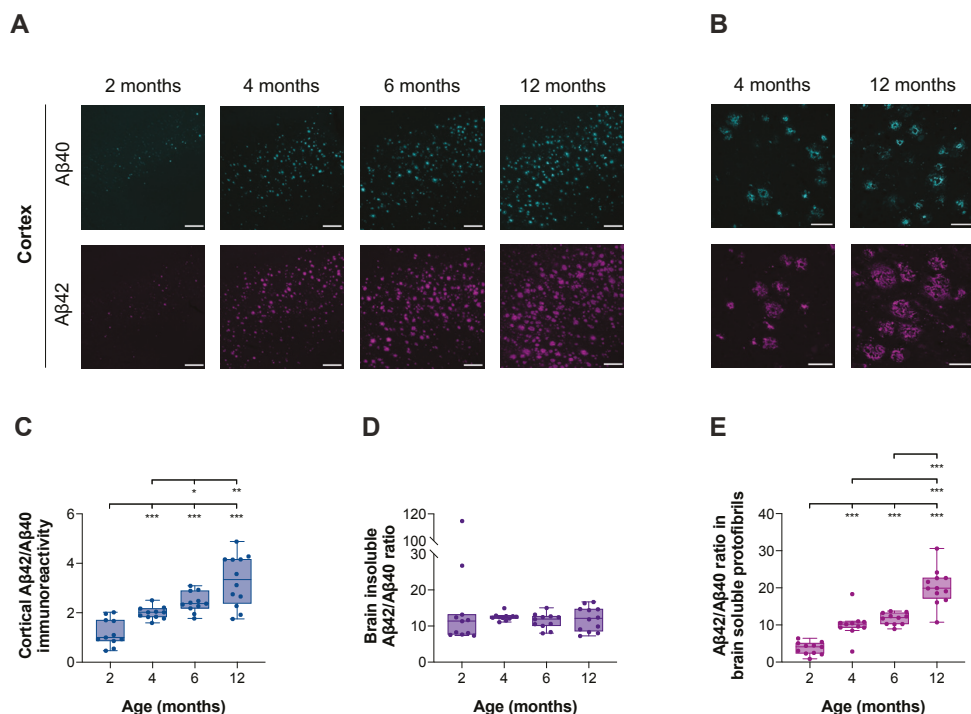 A
B
2 months
4 months
6 months
12 months
4 months
12 months
Cortex
Aβ40
Aβ42
C
D
E
Cortical Aβ42/Aβ40
immunoreactivity
6
4
2
0
*
**
***
***
***
2
4
6
12
Age (months)
Brain insoluble
Aβ42/Aβ40 ratio
120
100
30
20
10
0
2
4
6
12
Age (months)
Aβ42/Aβ40 ratio in
brain soluble protofibrils
40
30
20
10
0
***
***
***
***
***
2
4
6
12
Age (months)